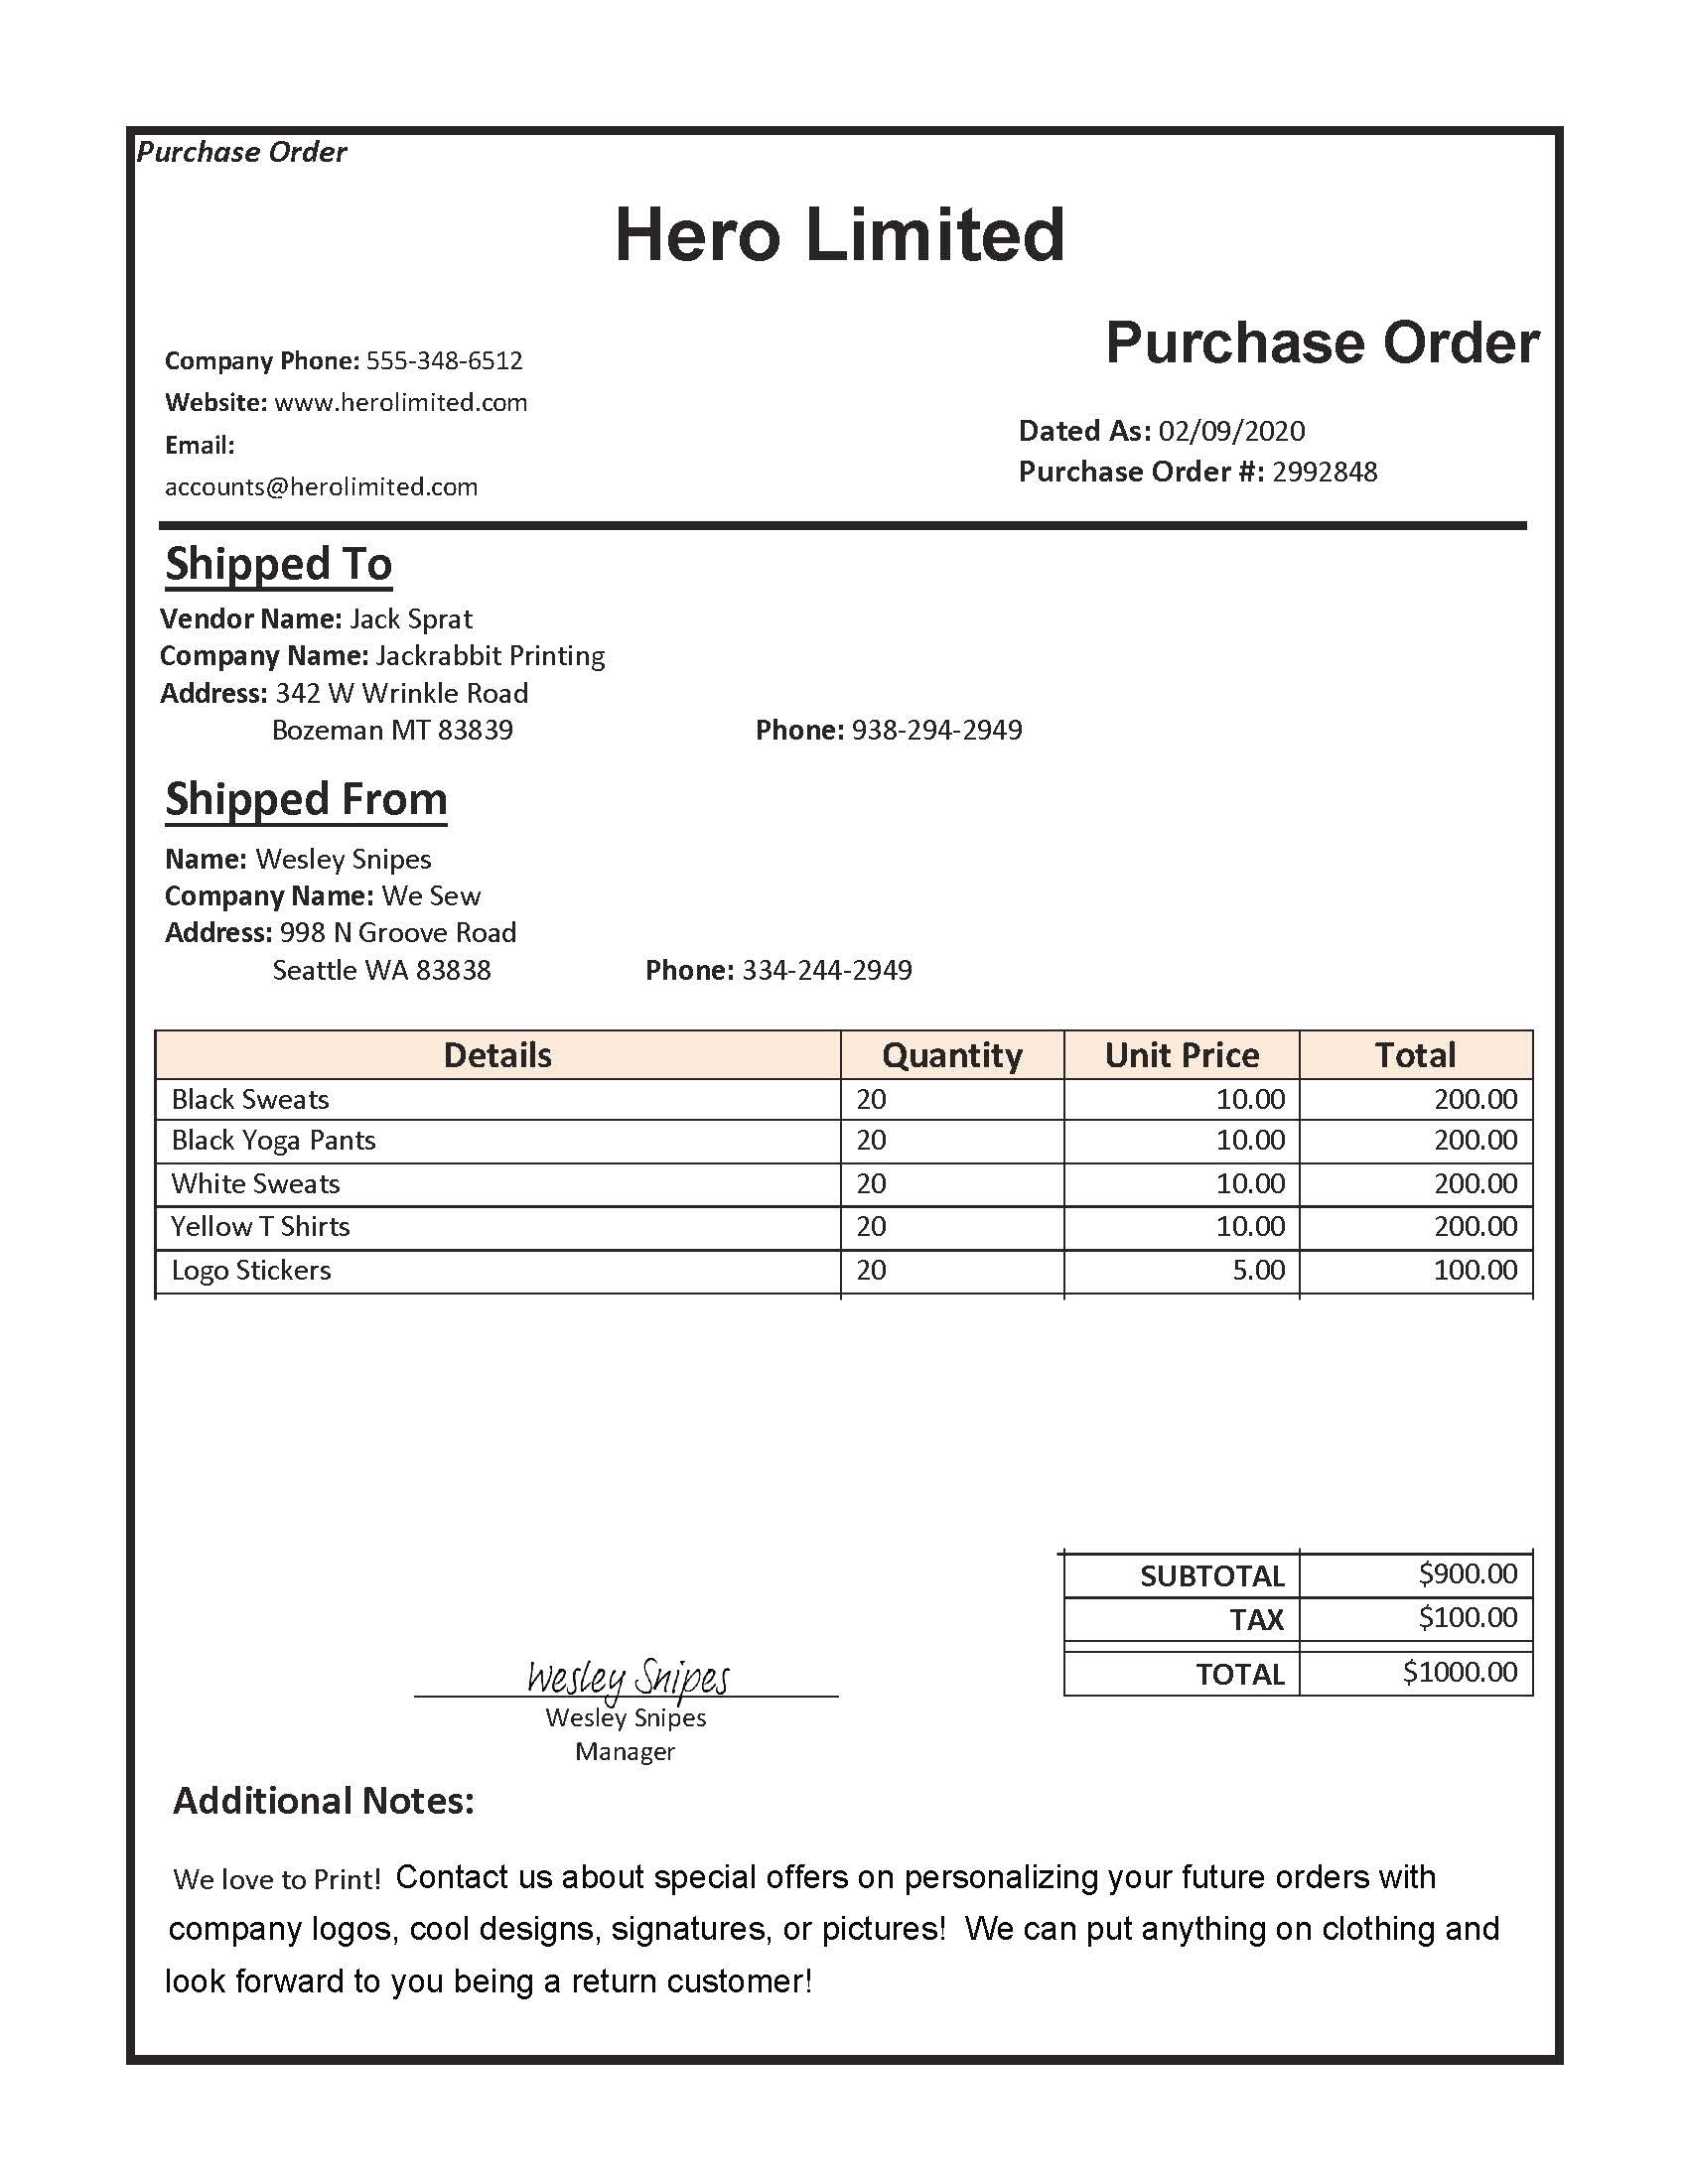 Purchase Order
Hero Limited
Purchase Order
Company Phone: 555-348-6512
Website: www.herolimited.com
Email:
accounts@herolimited.com
Dated As: 02/09/2020
Purchase Order #: 2992848
Shipped To
Vendor Name: Jack Sprat
Company Name: Jackrabbit Printing
Address: 342 W Wrinkle Road
Bozeman MT 83839 Phone: 938-294-2949
Shipped From
Name: Wesley Snipes
Company Name: We Sew
Address: 998 N Groove Road
Seattle WA 83838 Phone: 334-244-2949
Details Quantity Unit Price Total
Black Sweats 20 10.00 200.00
Black Yoga Pants 20 10.00 200.00
White Sweats 20 10.00 200.00
Yellow T Shirts 20 10.00 200.00
Logo Stickers 20 5.00 100.00
SUBTOTAL $900.00
TAX $100.00
TOTAL $1000.00
Wesley Snipes
Wesley Snipes
Manager
Additional Notes:
We love to Print! Contact us about special offers on personalizing your future orders with
company logos, cool designs, signatures, or pictures! We can put anything on clothing and
look forward to you being a return customer!